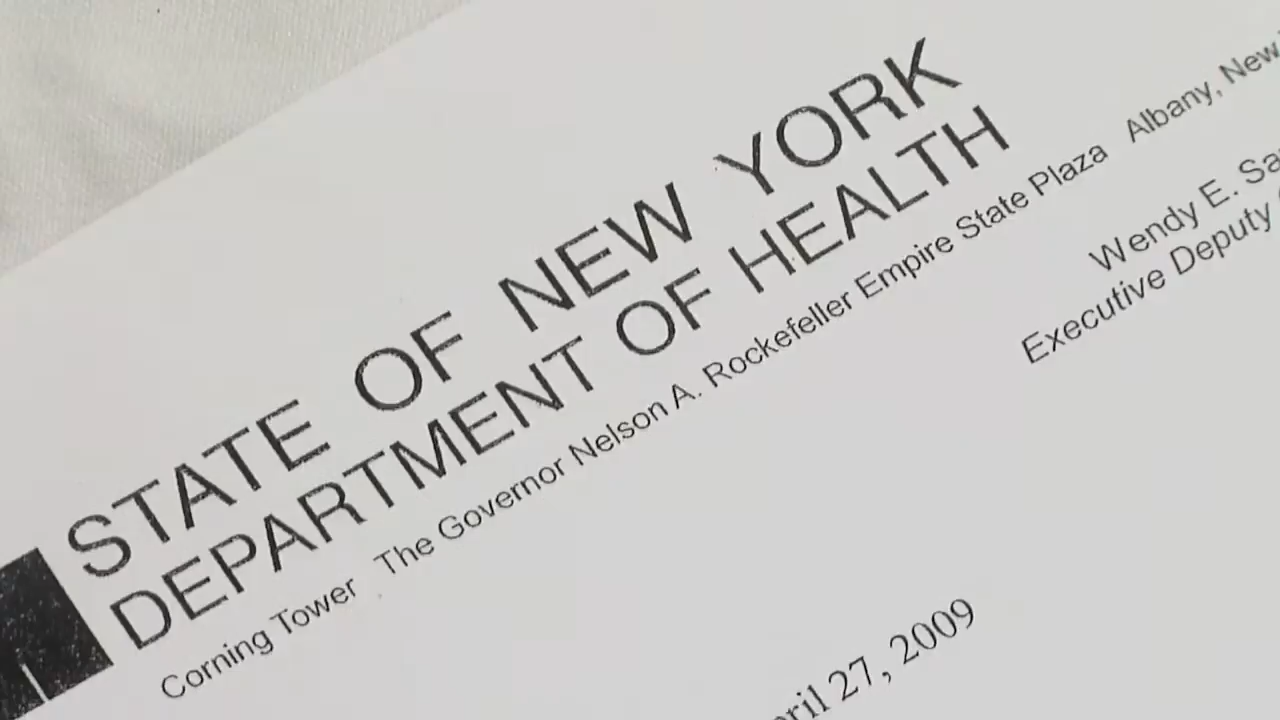 STATE OF NEW YORK
DEPARTMENT OF HEALTH
Corning Tower The Governor Nelson A. Rockefeller Empire State Plaza Albany, New
Wendy E.
Executive Deputy
27, 2009